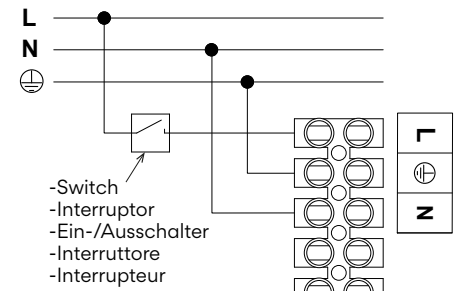 L
N
-Switch
-Interruptor
-Ein-/Ausschalter
-Interruttore
-Interrupteur
L
N